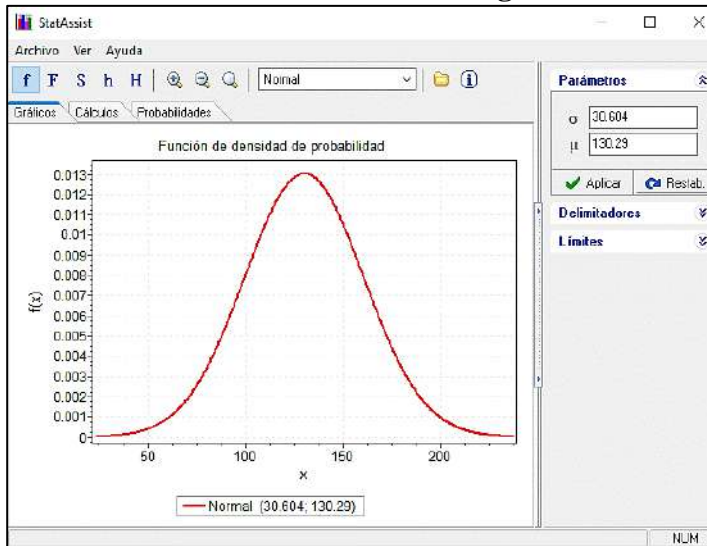 StatAssist
Archivo Ver Ayuda
f F S h H Normal
Gráficos Cálculos Probabilidades
Función de densidad de probabilidad
0.013
0.012
0.011
0.01
0.009
0.008
0.007
0.006
0.005
0.004
0.003
0.002
0.001
0
f(x)
50 100 150 200
x
Normal (30.604; 130.29)
Parámetros
σ 30.604
μ 130.29
Aplicar Restab.
Delimitadores
Límites
NUM